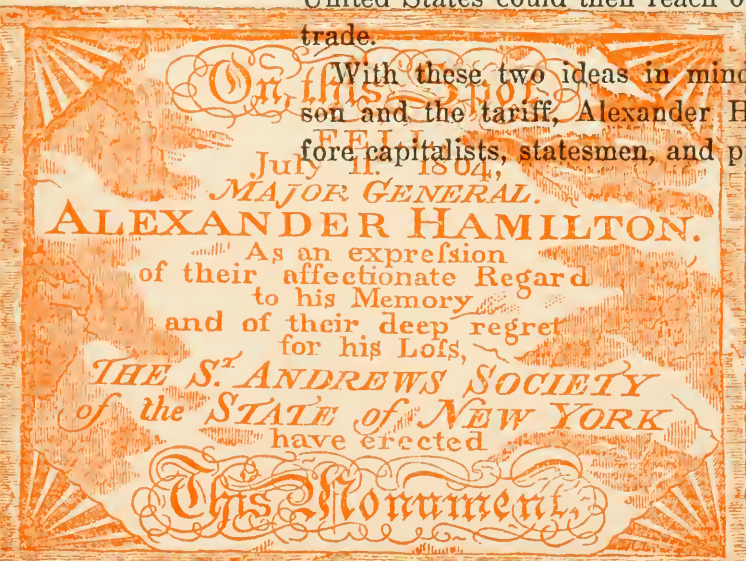 United States could then reach o
trade.
With these two ideas in mind
son and the tariff, Alexander H
fore capitalists, statesmen, and p
On this Spot
FELL
July 11. 1804,
MAJOR GENERAL.
ALEXANDER HAMILTON.
As an expreſsion
of their affectionate Regard
to his Memory
and of their deep regret
for his Loſs,
THE S.T ANDREWS SOCIETY
of the STATE of NEW YORK
have erected
This Monument.